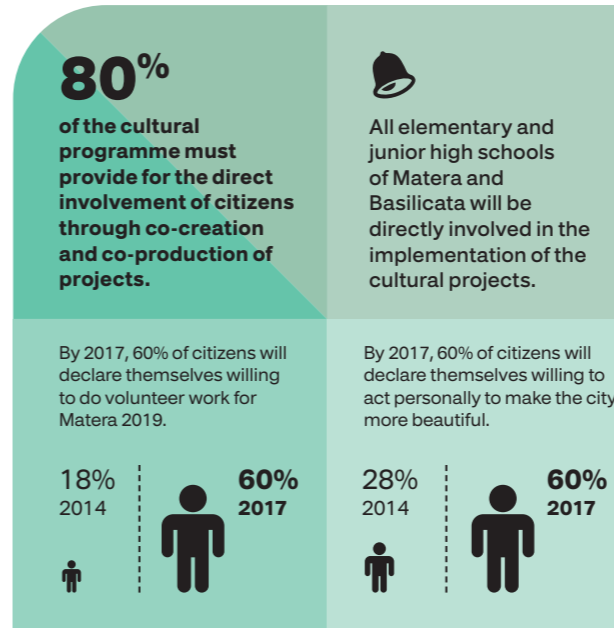 80%
of the cultural
programme must
provide for the direct
involvement of citizens
through co-creation
and co-production of
projects.
All elementary and
junior high schools
of Matera and
Basilicata will be
directly involved in the
implementation of the
cultural projects.
By 2017, 60% of citizens will
declare themselves willing
to do volunteer work for
Matera 2019.
18%
2014
60%
2017
By 2017, 60% of citizens will
declare themselves willing to
act personally to make the city
more beautiful.
28%
2014
60%
2017